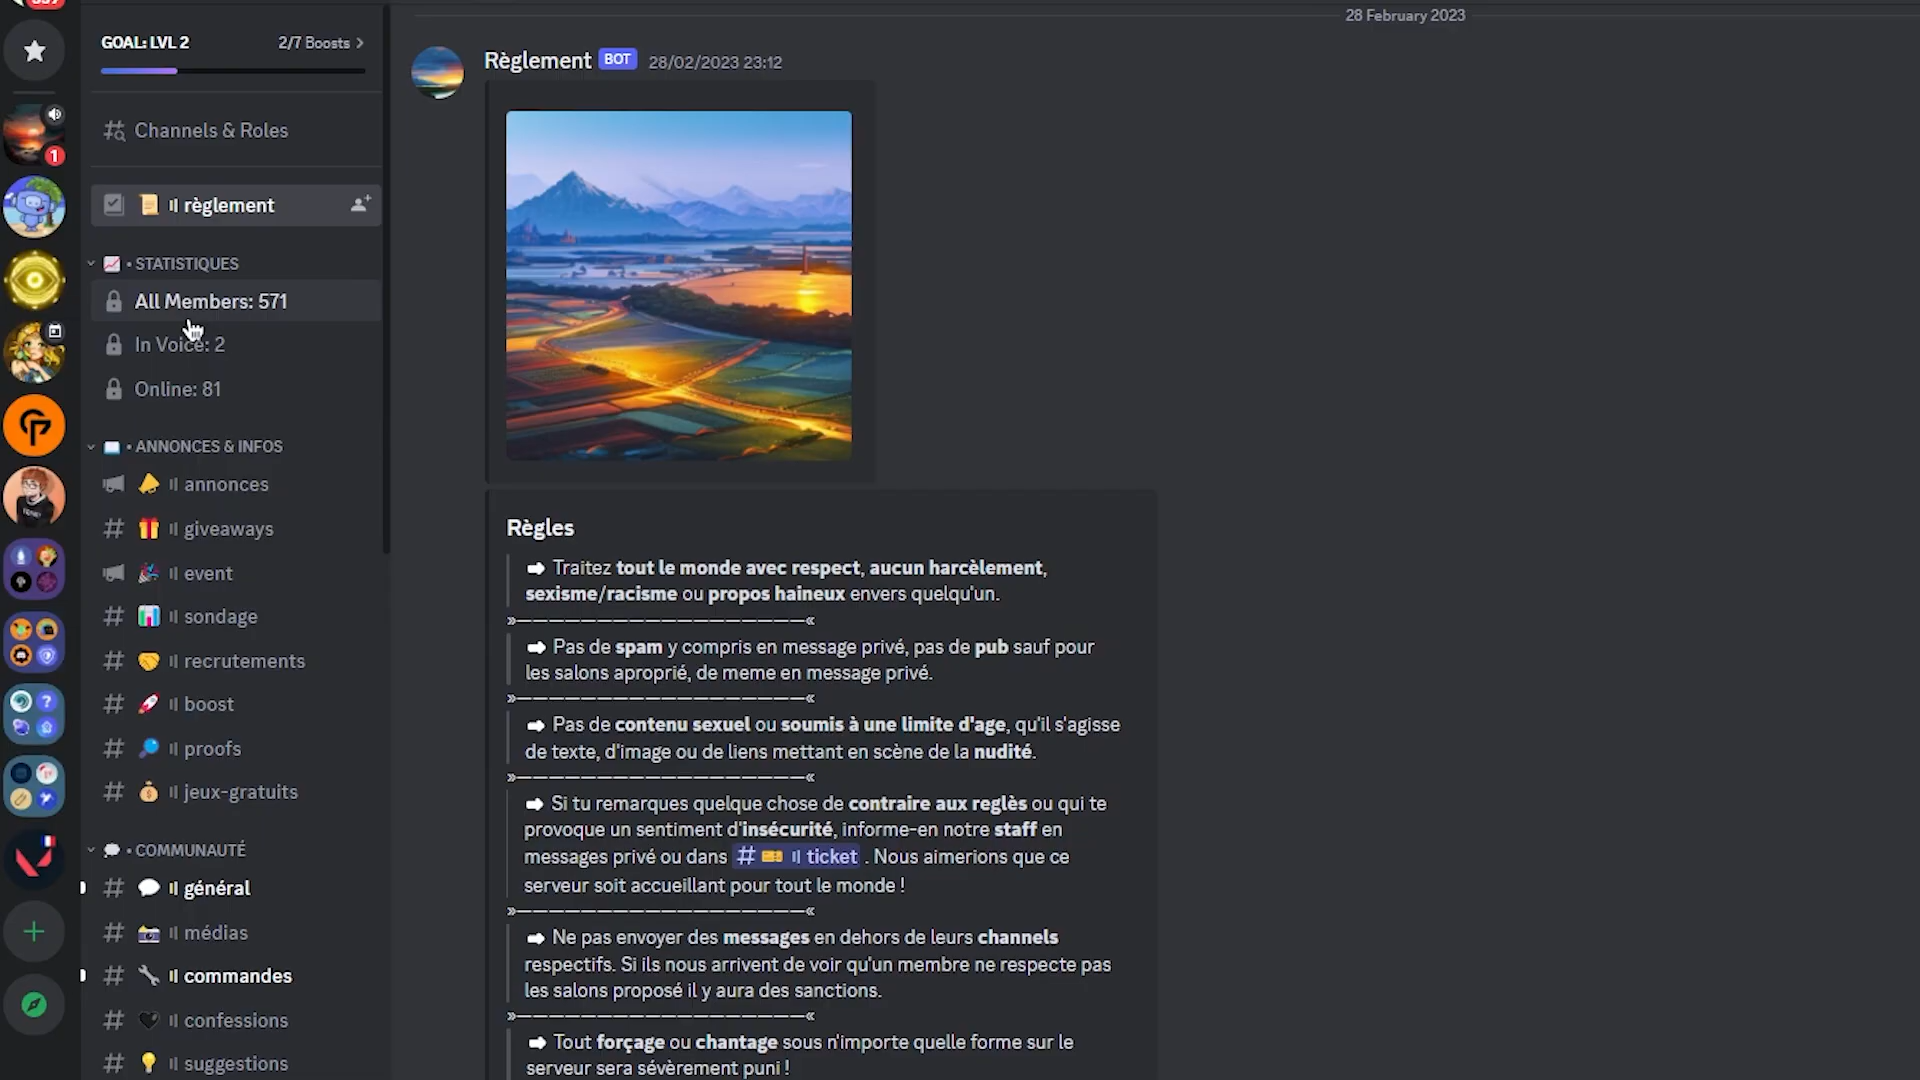 28 February 2023
GOAL: LVL 2
2/7 Boosts
Channels & Roles
règlement
STATISTIQUES
All Members: 571
In Voice: 2
Online: 81
ANNONCES & INFOS
annonces
giveaways
event
sondage
recrutements
boost
proofs
jeux-gratuits
COMMUNAUTÉ
général
médias
commandes
confessions
suggestions
1
Règlement BOT 28/02/2023 23:12
Règles
➡ Traitez tout le monde avec respect, aucun harcèlement,
sexisme/racisme ou propos haineux envers quelqu'un.
»——————————————————«
➡ Pas de spam y compris en message privé, pas de pub sauf pour
les salons aproprié, de meme en message privé.
»——————————————————«
➡ Pas de contenu sexuel ou soumis à une limite d'age, qu'il s'agisse
de texte, d'image ou de liens mettant en scène de la nudité.
»——————————————————«
➡ Si tu remarques quelque chose de contraire aux reglès ou qui te
provoque un sentiment d'insécurité, informe-en notre staff en
messages privé ou dans # ticket . Nous aimerions que ce
serveur soit accueillant pour tout le monde !
»——————————————————«
➡ Ne pas envoyer des messages en dehors de leurs channels
respectifs. Si ils nous arrivent de voir qu'un membre ne respecte pas
les salons proposé il y aura des sanctions.
»——————————————————«
➡ Tout forçage ou chantage sous n'importe quelle forme sur le
serveur sera sévèrement puni !